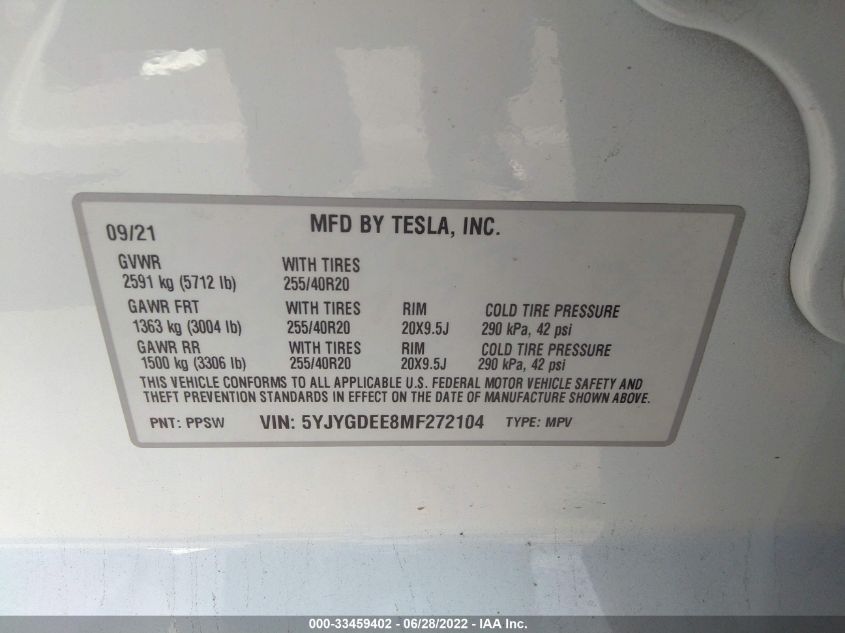 09/21 MFD BY TESLA, INC.
GVWR WITH TIRES
2591 kg (5712 lb) 255/40R20
GAWR FRT WITH TIRES RIM COLD TIRE PRESSURE
1363 kg (3004 lb) 255/40R20 20X9.5J 290 kPa, 42 psi
GAWR RR WITH TIRES RIM COLD TIRE PRESSURE
1500 kg (3306 lb) 255/40R20 20X9.5J 290 kPa, 42 psi
THIS VEHICLE CONFORMS TO ALL APPLICABLE U.S. FEDERAL MOTOR VEHICLE SAFETY AND
THEFT PREVENTION STANDARDS IN EFFECT ON THE DATE OF MANUFACTURE SHOWN ABOVE.
PNT: PPSW VIN: 5YJYGDEE8MF272104 TYPE: MPV
000-33459402 - 06/28/2022 - IAA Inc.